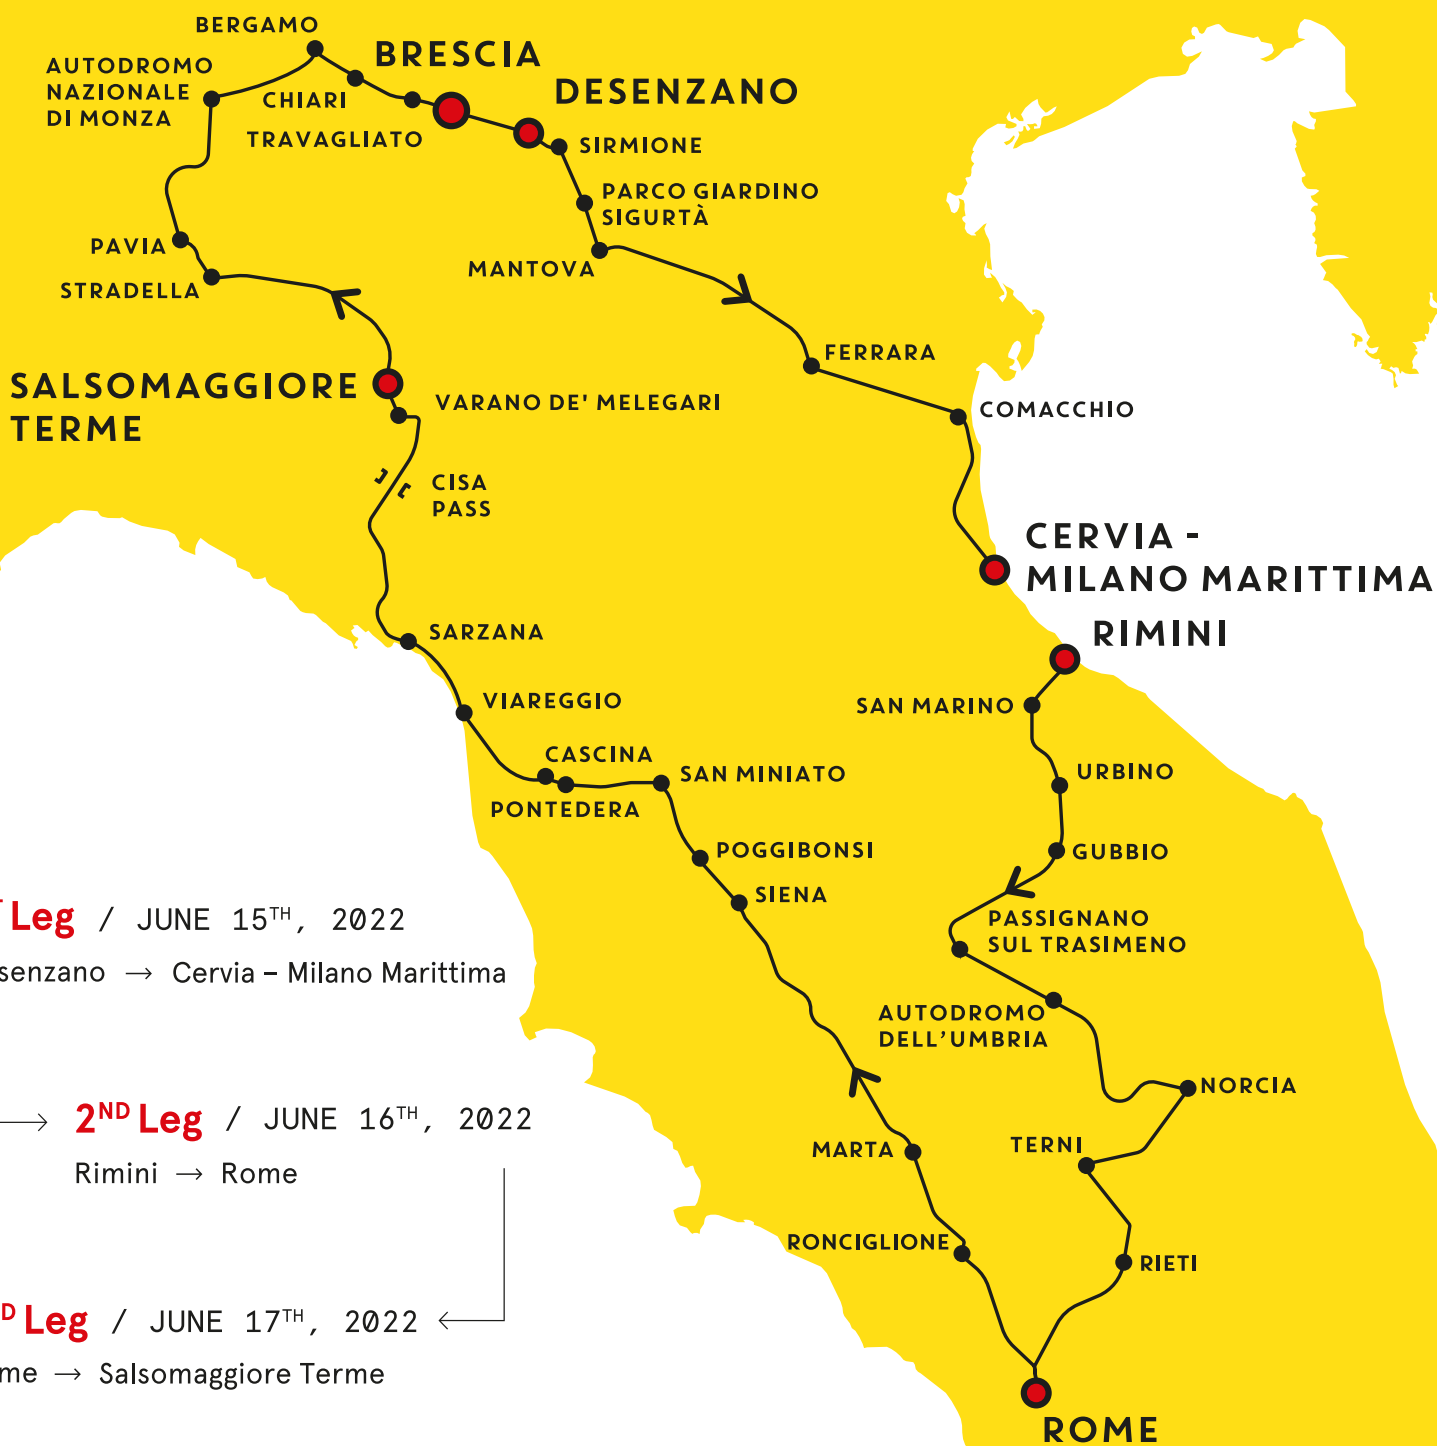 BERGAMO
BRESCIA
AUTODROMO
NAZIONALE
DI MONZA
CHIARI
TRAVAGLIATO
DESENZANO
SIRMIONE
PARCO GIARDINO
SIGURTÀ
PAVIA
MANTOVA
STRADELLA
FERRARA
SALSOMAGGIORE
TERME
VARANO DE' MELEGARI
COMACCHIO
CISA
PASS
CERVIA -
MILANO MARITTIMA
RIMINI
SARZANA
VIAREGGIO
SAN MARINO
CASCINA
SAN MINIATO
URBINO
PONTEDERA
POGGIBONSI
GUBBIO
SIENA
PASSIGNANO
SUL TRASIMENO
AUTODROMO
DELL'UMBRIA
NORCIA
TERNI
MARTA
RONCIGLIONE
RIETI
ROME
Leg / JUNE 15TH, 2022
senzano → Cervia – Milano Marittima
2ND Leg / JUNE 16TH, 2022
Rimini → Rome
D Leg / JUNE 17TH, 2022
me → Salsomaggiore Terme